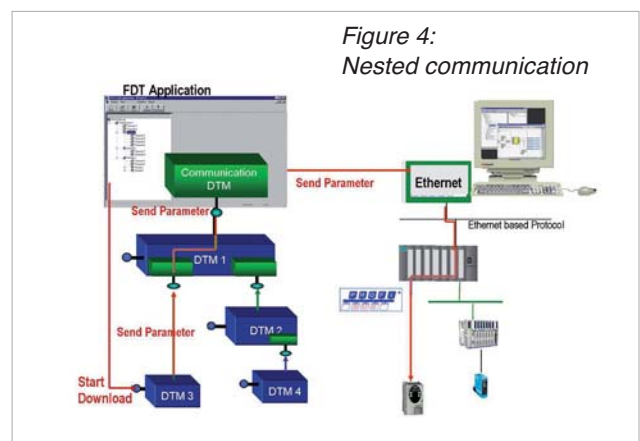 Figure 4:
Nested communication
FDT Application
Communication
DTM
Send Parameter
Send Parameter
DTM 1
Send Parameter
DTM 2
Start
Download
DTM 3
DTM 4
Ethernet
Ethernet based Protocol